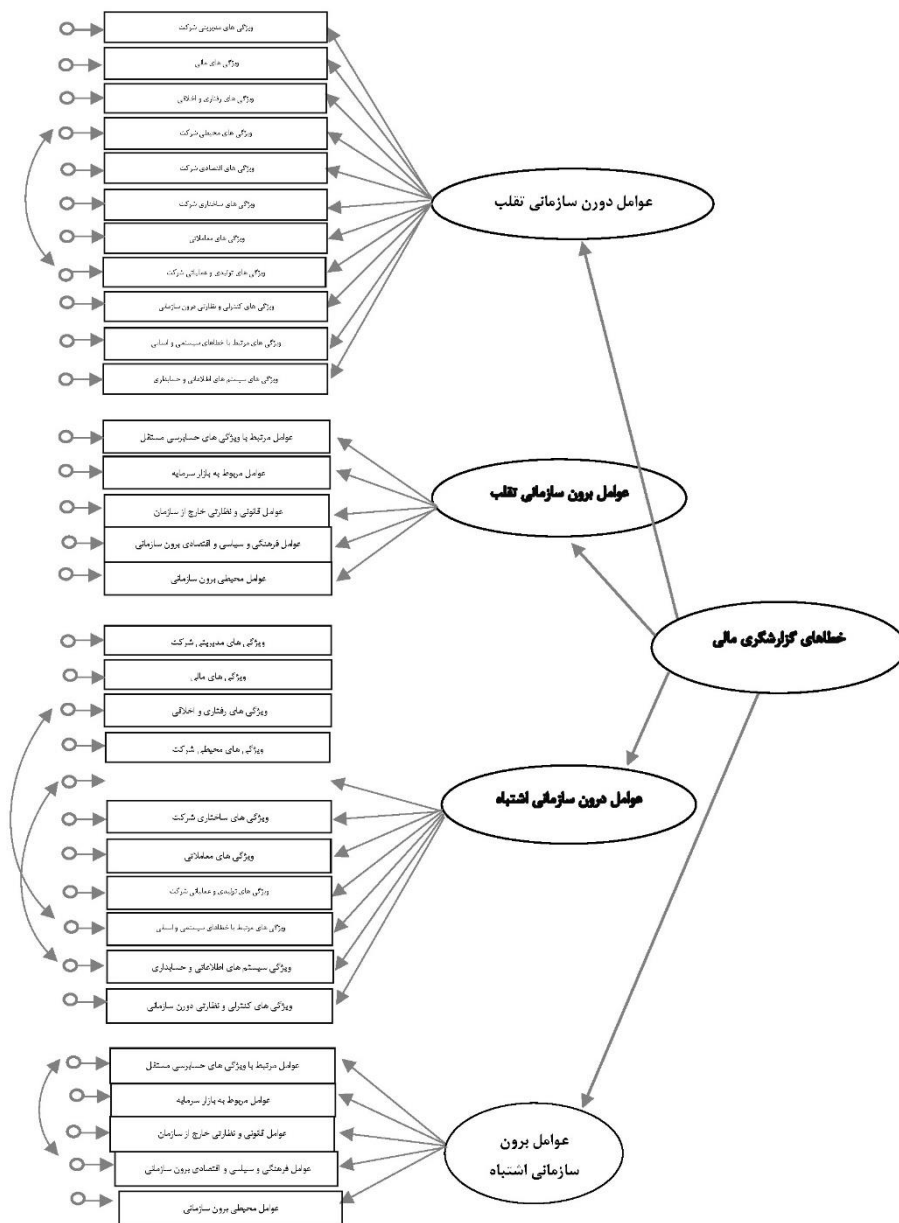 ویژگی های مدیریتی شرکت
ویژگی های مالی
ویژگی های رفتاری و اخلاقی
ویژگی های محیطی شرکت
ویژگی های اقتصادی شرکت
ویژگی های ساختاری شرکت
ویژگی های معاملاتی
ویژگی های تولیدی و عملیاتی شرکت
ویژگی های کنترلی و نظارتی درون سازمانی
ویژگی های مرتبط با خطاهای سیستمی و انسانی
ویژگی های سیستم های اطلاعاتی و حسابداری
عوامل دورن سازمانی تقلب
عوامل مرتبط با ویژگی های حسابرسی مستقل
عوامل مربوط به بازار سرمایه
عوامل قانونی و نظارتی خارج از سازمان
عوامل فرهنگی و سیاسی و اقتصادی برون سازمانی
عوامل محیطی برون سازمانی
عوامل برون سازمانی تقلب
خطاهای گزارشگری مالی
ویژگی های مدیریتی شرکت
ویژگی های مالی
ویژگی های رفتاری و اخلاقی
ویژگی های محیطی شرکت
ویژگی های ساختاری شرکت
ویژگی های معاملاتی
ویژگی های تولیدی و عملیاتی شرکت
ویژگی های مرتبط با خطاهای سیستمی و
ویژگی سیستم های اطلاعاتی و حسابداری
ویژگی های کنترلی و نظارتی دورن سازمانی
عوامل درون سازمانی اشتباه
عوامل مرتبط با ویژگی های حسابرسی مستقل
عوامل مربوط به بازار سرمایه
عوامل قانونی و نظارتی خارج از سازمان
عوامل فرهنگی و سیاسی و اقتصادی برون سازمانی
عوامل محیطی برون سازمانی
عوامل برون
سازمانی اشتباه